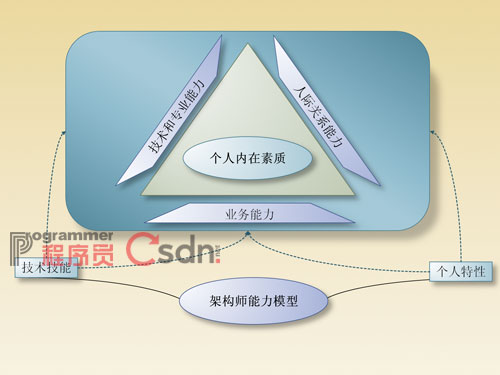 技术和专业能力
人际关系能力
个人内在素质
业务能力
Programmer
程序员
Csdn
技术技能
个人特性
架构师能力模型